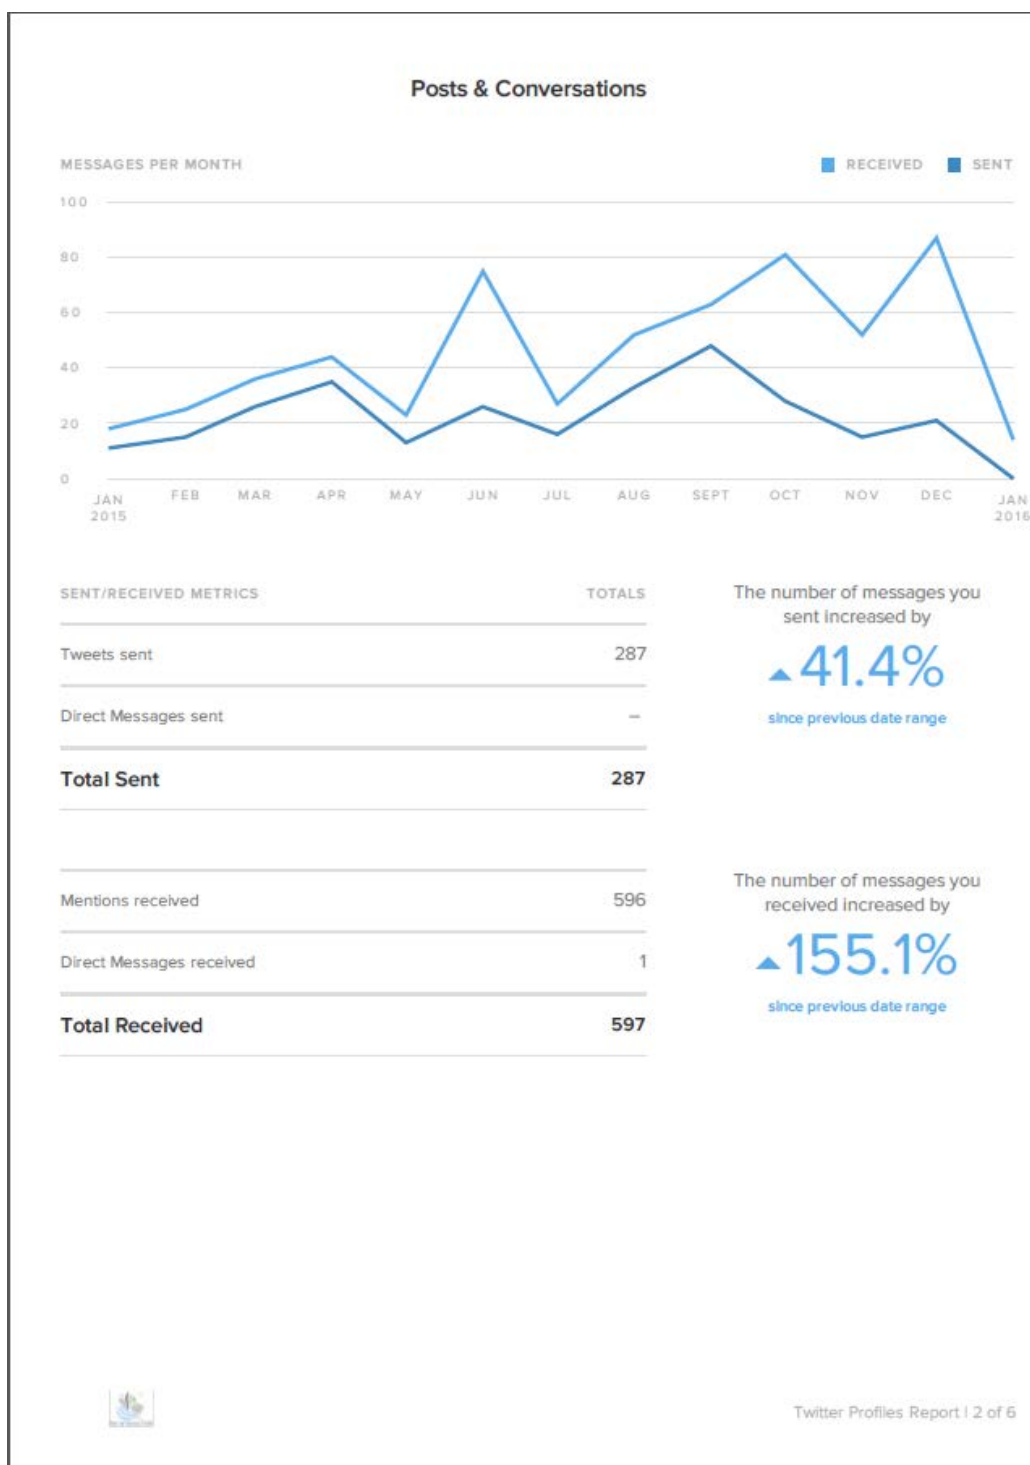 Posts & Conversations
MESSAGES PER MONTH
RECEIVED SENT
100
80
60
40
20
0
JAN 2015 FEB MAR APR MAY JUN JUL AUG SEPT OCT NOV DEC JAN 2016
SENT/RECEIVED METRICS TOTALS
Tweets sent 287
Direct Messages sent –
Total Sent 287
The number of messages you
sent increased by
41.4%
since previous date range
Mentions received 596
Direct Messages received 1
Total Received 597
The number of messages you
received increased by
155.1%
since previous date range
Twitter Profiles Report | 2 of 6